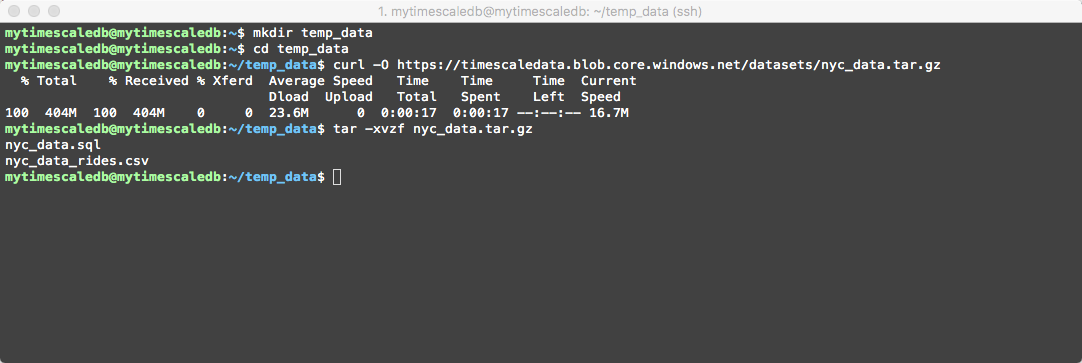 1. mytimescaledb@mytimescaledb: ~/temp_data (ssh)
mytimescaledb@mytimescaledb:~$ mkdir temp_data
mytimescaledb@mytimescaledb:~$ cd temp_data
mytimescaledb@mytimescaledb:~/temp_data$ curl -O https://timescaledata.blob.core.windows.net/datasets/nyc_data.tar.gz
  % Total    % Received % Xferd  Average Speed   Time    Time     Time  Current
                                 Dload  Upload   Total   Spent    Left  Speed
100  404M  100  404M    0     0  23.6M      0  0:00:17  0:00:17 --:--:-- 16.7M
mytimescaledb@mytimescaledb:~/temp_data$ tar -xvzf nyc_data.tar.gz
nyc_data.sql
nyc_data_rides.csv
mytimescaledb@mytimescaledb:~/temp_data$